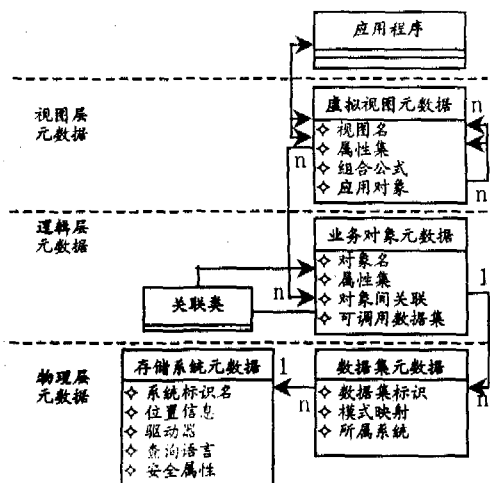 应用程序
视图层
元数据
虚拟视图元数据
n
◇ 视图名
◇ 属性集
◇ 组合公式
◇ 应用对象
n
n
逻辑层
元数据
业务对象元数据
◇ 对象名
◇ 属性集
◇ 对象间关联
◇ 可调用数据集
1
n
关联类
物理层
元数据
存储系统元数据
◇ 系统标识名
◇ 位置信息
◇ 驱动器
◇ 查询语言
◇ 安全属性
1
n
数据集元数据
◇ 数据集标识
◇ 模式映射
◇ 所属系统
n